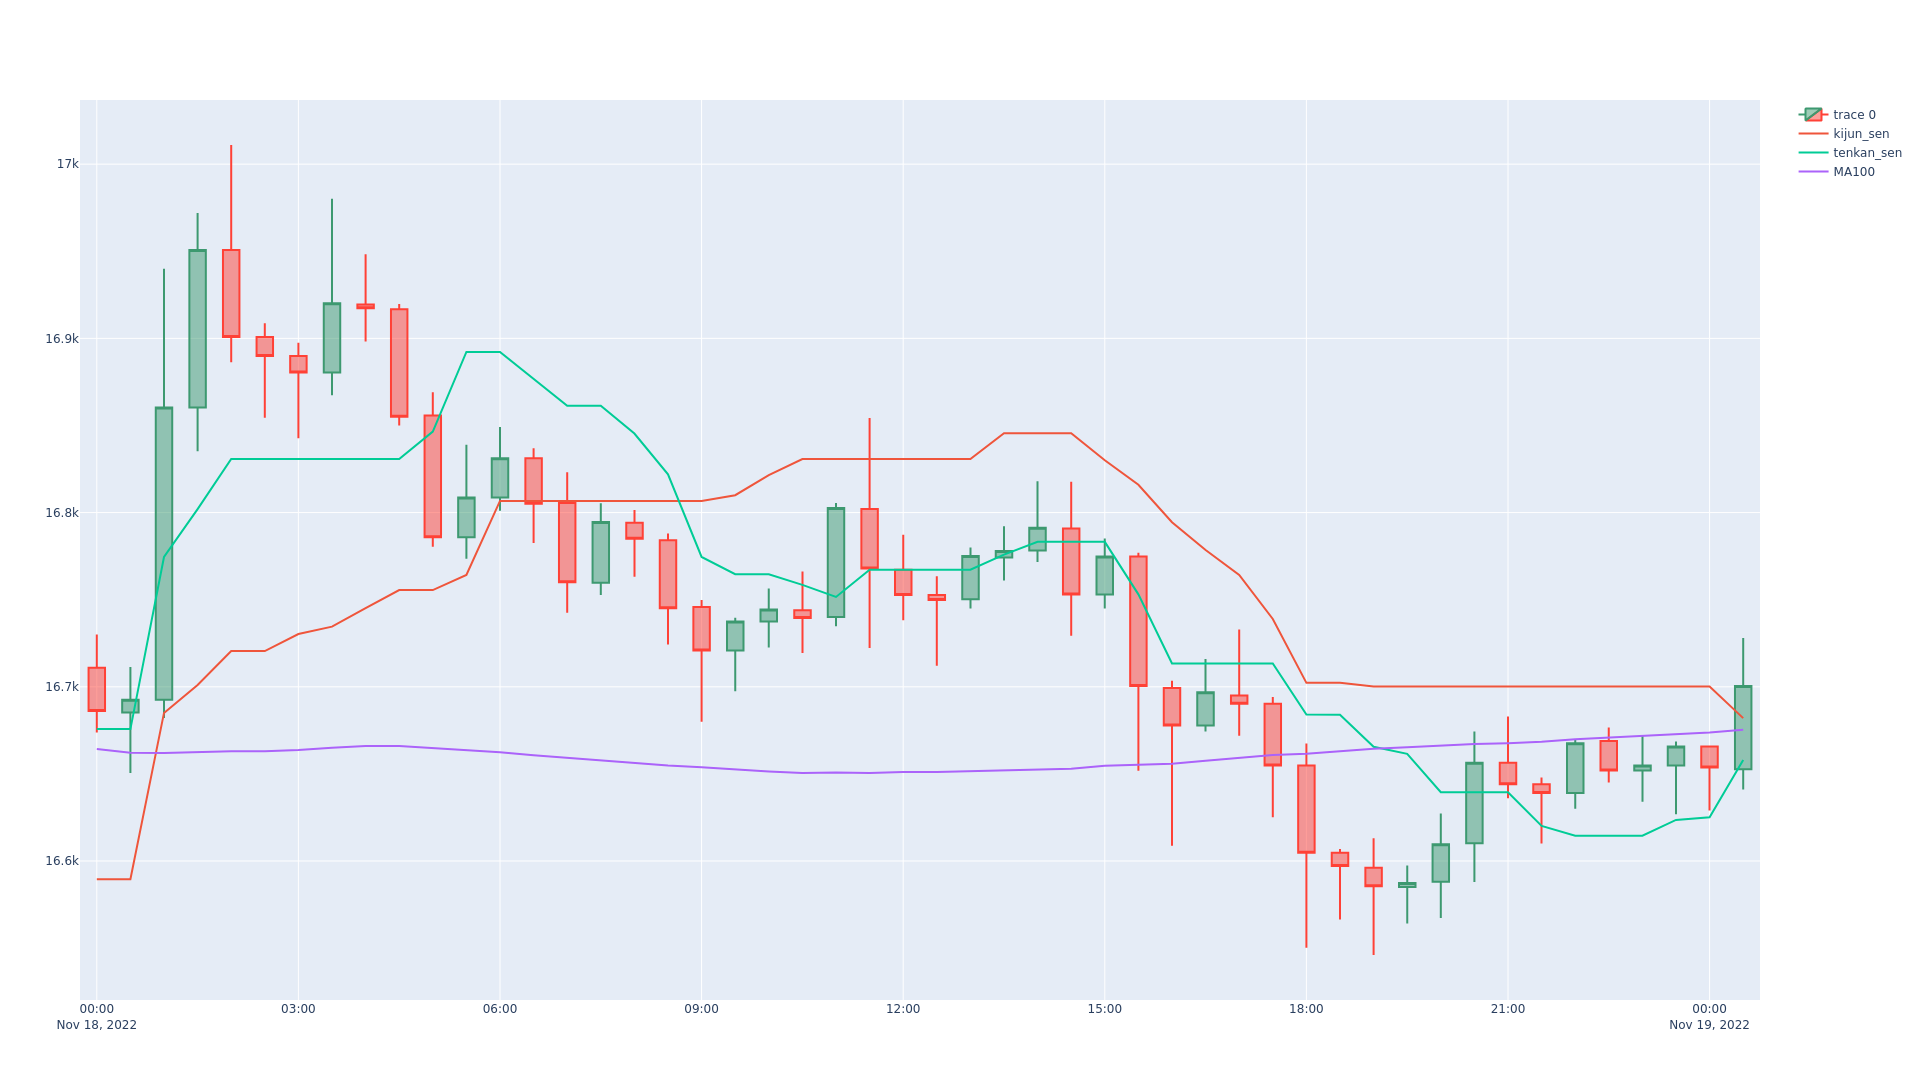 trace 0
kijun_sen
tenkan_sen
MA100
17k
16.9k
16.8k
16.7k
16.6k
00:00 03:00 06:00 09:00 12:00 15:00 18:00 21:00 00:00
Nov 18, 2022 Nov 19, 2022